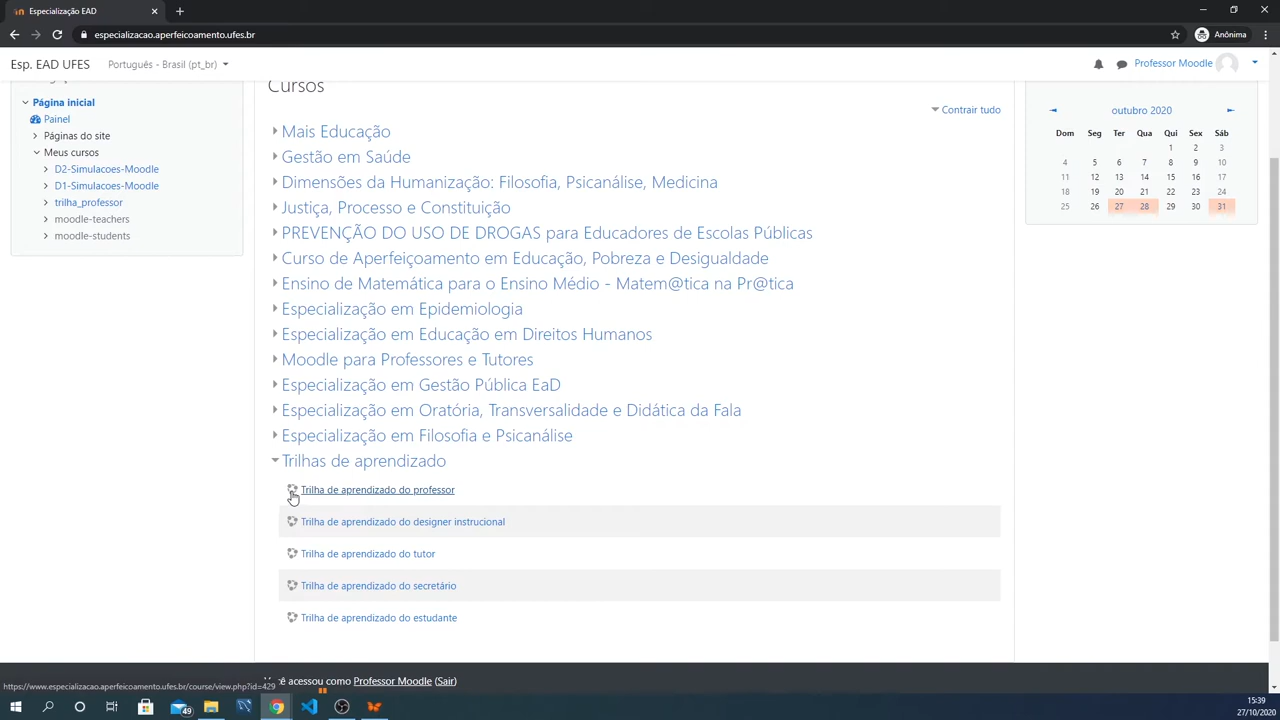 Especialização EAD
especializacao.aperfeicoamento.ufes.br
Anônima
Esp. EAD UFES
Português - Brasil (pt_br)
Professor Moodle
Página inicial
Painel
Páginas do site
Meus cursos
D2-Simulacoes-Moodle
D1-Simulacoes-Moodle
trilha_professor
moodle-teachers
moodle-students
Cursos
Contrair tudo
Mais Educação
Gestão em Saúde
Dimensões da Humanização: Filosofia, Psicanálise, Medicina
Justiça, Processo e Constituição
PREVENÇÃO DO USO DE DROGAS para Educadores de Escolas Públicas
Curso de Aperfeiçoamento em Educação, Pobreza e Desigualdade
Ensino de Matemática para o Ensino Médio - Matem@tica na Pr@tica
Especialização em Epidemiologia
Especialização em Educação em Direitos Humanos
Moodle para Professores e Tutores
Especialização em Gestão Pública EaD
Especialização em Oratória, Transversalidade e Didática da Fala
Especialização em Filosofia e Psicanálise
Trilhas de aprendizado
Trilha de aprendizado do professor
Trilha de aprendizado do designer instrucional
Trilha de aprendizado do tutor
Trilha de aprendizado do secretário
Trilha de aprendizado do estudante
outubro 2020
Dom Seg Ter Qua Qui Sex Sáb
1 2 3
4 5 6 7 8 9 10
11 12 13 14 15 16 17
18 19 20 21 22 23 24
25 26 27 28 29 30 31
Você acessou como Professor Moodle (Sair)
https://www.especializacao.aperfeicoamento.ufes.br/course/view.php?id=429
49
15:39
27/10/2020